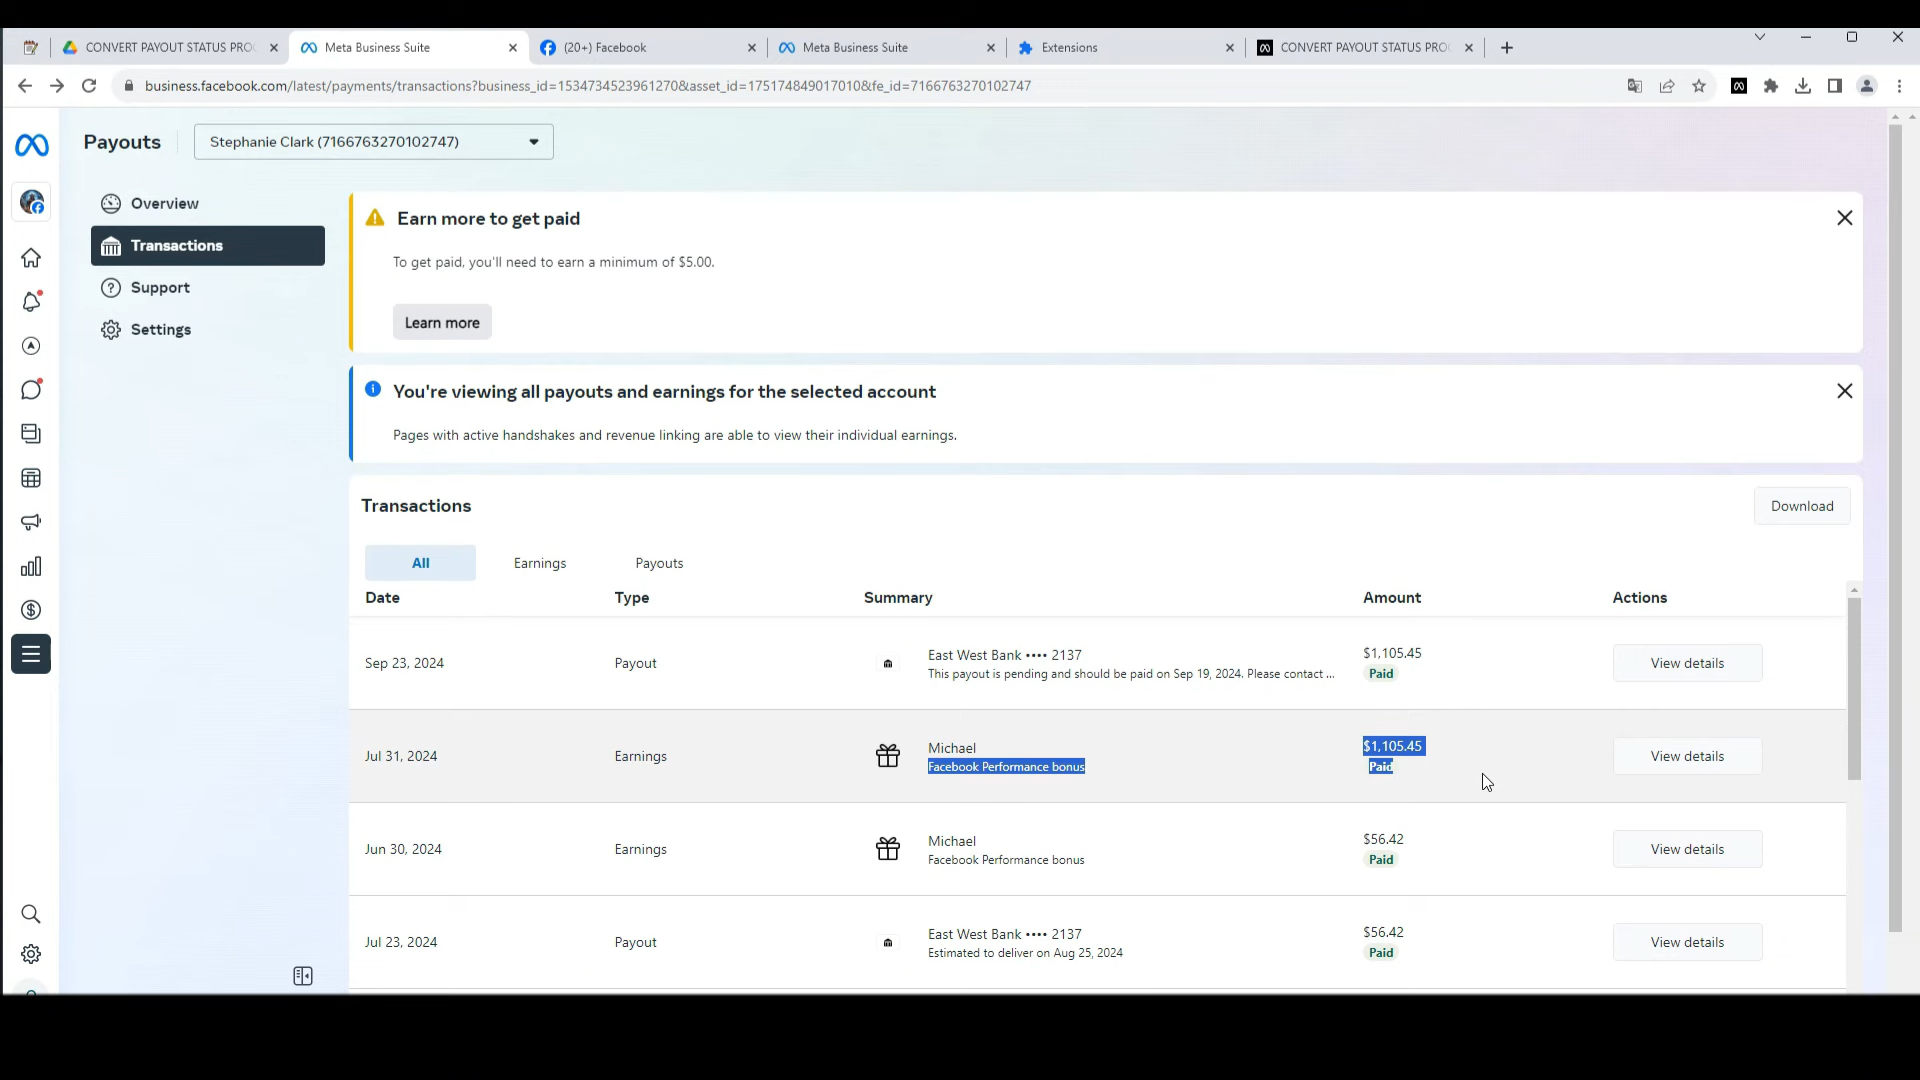 CONVERT PAYOUT STATUS PRO
Meta Business Suite
(20+) Facebook
Meta Business Suite
Extensions
CONVERT PAYOUT STATUS PRO
business.facebook.com/latest/payments/transactions?business_id=1534734523961270&asset_id=175174849017010&fe_id=7166763270102747
Payouts
Stephanie Clark (7166763270102747)
Overview
Transactions
Support
Settings
Earn more to get paid
To get paid, you'll need to earn a minimum of $5.00.
Learn more
You're viewing all payouts and earnings for the selected account
Pages with active handshakes and revenue linking are able to view their individual earnings.
Transactions
Download
All Earnings Payouts
Date Type Summary Amount Actions
Sep 23, 2024 Payout East West Bank •••• 2137 $1,105.45 View details
This payout is pending and should be paid on Sep 19, 2024. Please contact ... Paid
Jul 31, 2024 Earnings Michael $1,105.45 View details
Facebook Performance bonus Paid
Jun 30, 2024 Earnings Michael $56.42 View details
Facebook Performance bonus Paid
Jul 23, 2024 Payout East West Bank •••• 2137 $56.42 View details
Estimated to deliver on Aug 25, 2024 Paid